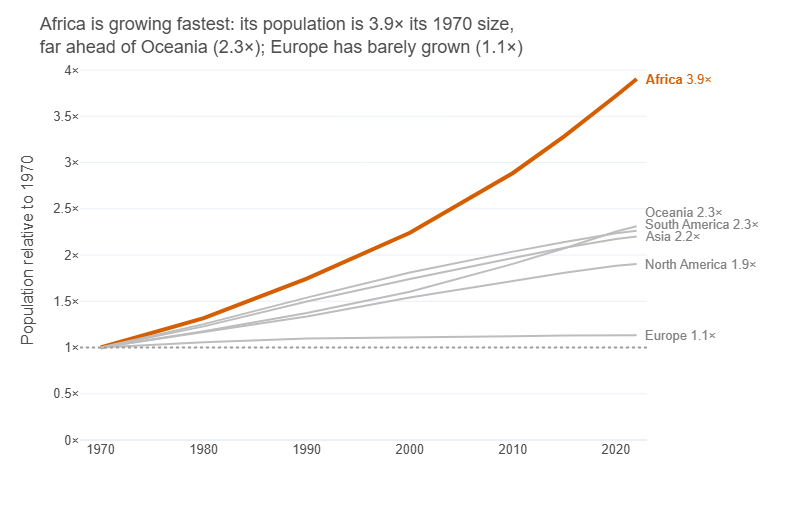 Africa is growing fastest: its population is 3.9× its 1970 size,
far ahead of Oceania (2.3×); Europe has barely grown (1.1×)
Population relative to 1970
4×
3.5×
3×
2.5×
2×
1.5×
1×
0.5×
0×
1970
1980
1990
2000
2010
2020
Africa 3.9×
Oceania 2.3×
South America 2.3×
Asia 2.2×
North America 1.9×
Europe 1.1×